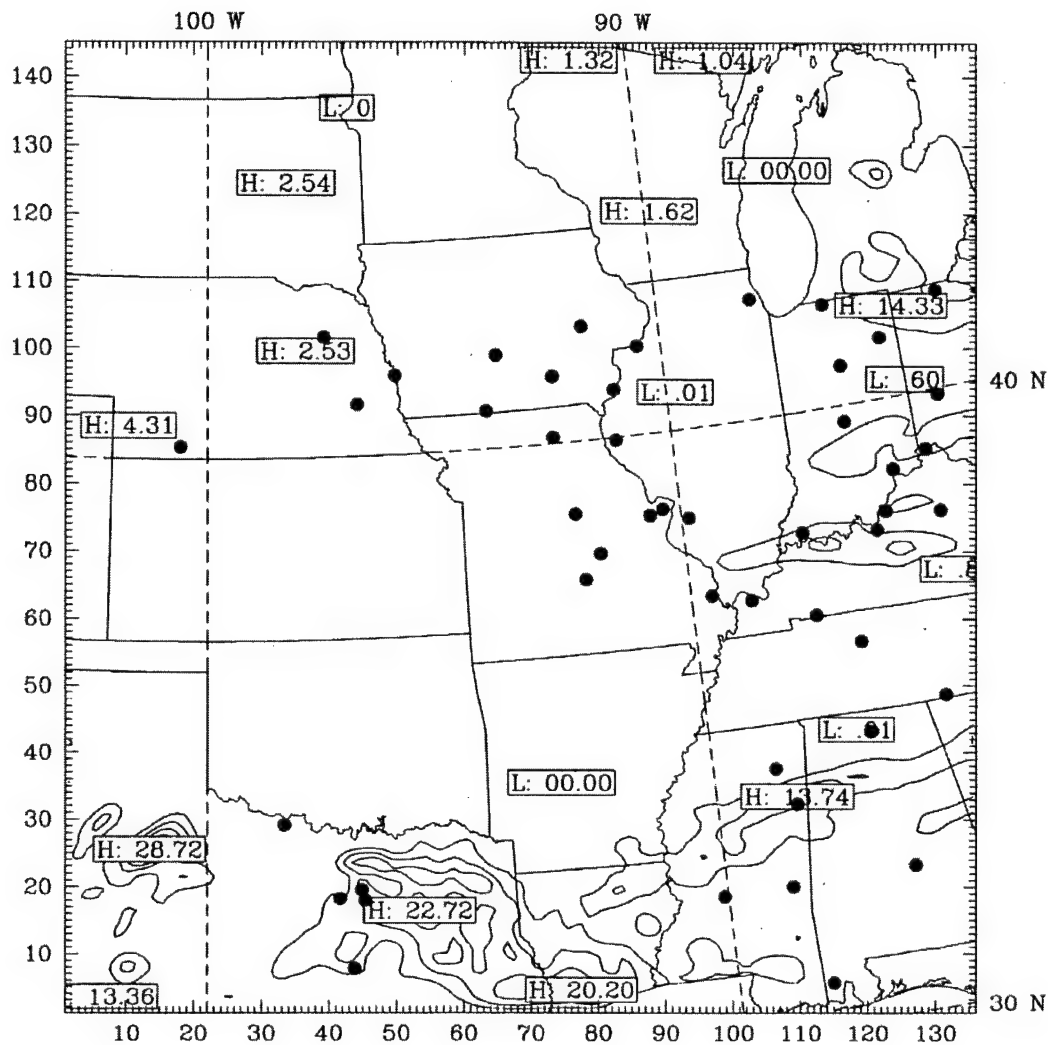 100 W 90 W
140 H: 1.32 H: 1.04
L: 0
130
L: 00.00
H: 2.54
120 H: 1.62
110
H: 14.33
100 H: 2.53
L: .60 40 N
90 L: .01
H: 4.31
80
70
L: .8
60
50
L: .01
40
L: 00.00
H: 13.74
30
H: 28.72
20
H: 22.72
10
13.36 H: 20.20 30 N
10 20 30 40 50 60 70 80 90 100 110 120 130